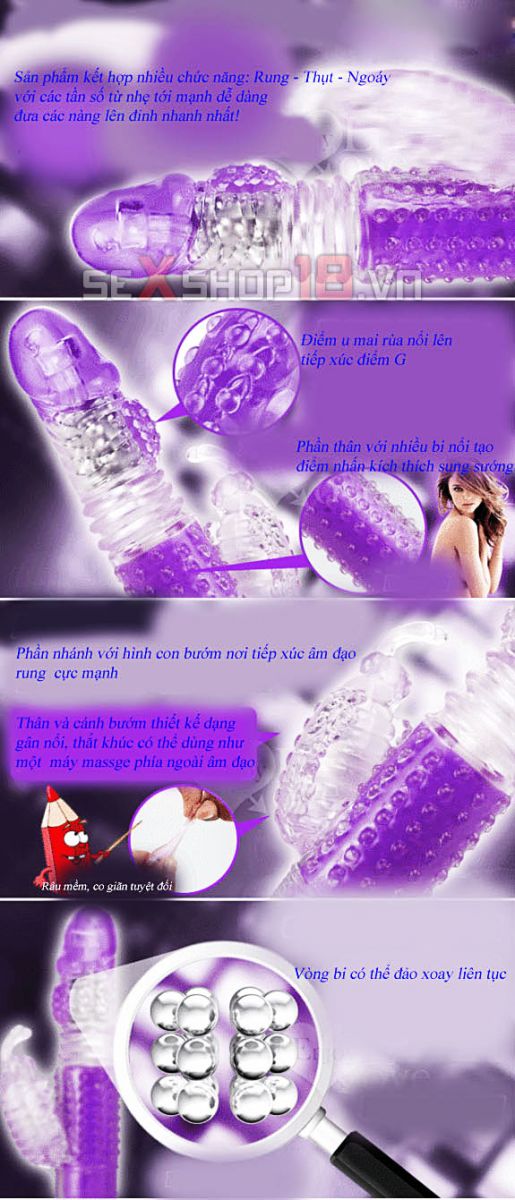 Sản phẩm kết hợp nhiều chức năng: Rung - Thụt - Ngoáy
với các tần số từ nhẹ tới mạnh dễ dàng
đưa các nàng lên đỉnh nhanh nhất!
seXshop18.vn
Điểm u mai rùa nổi lên
tiếp xúc điểm G
Phần thân với nhiều bi nổi tạo
điểm nhấn kích thích sung sướng
Phần nhánh với hình con bướm nơi tiếp xúc âm đạo
rung cực mạnh
Thân và cánh bướm thiết kế dạng
gân nổi, thắt khúc có thể dùng như
một máy massge phía ngoài âm đạo
Râu mềm, co giãn tuyệt đối
Vòng bi có thể đảo xoay liên tục